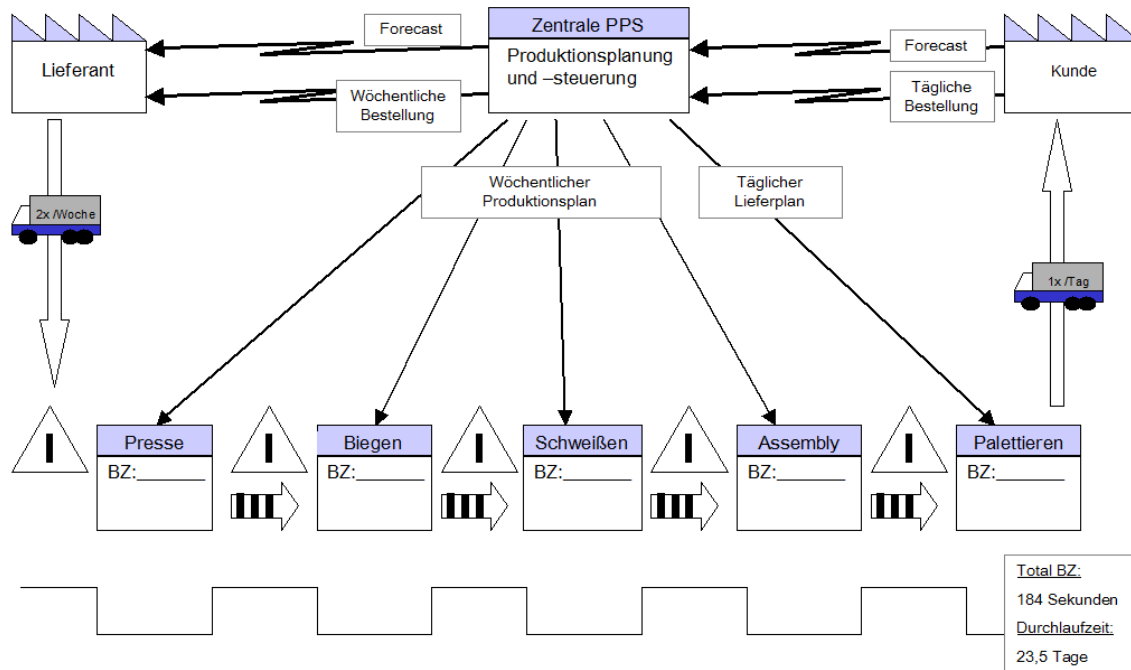 Zentrale PPS
Forecast
Forecast
Lieferant
Produktionsplanung
und –steuerung
Kunde
Wöchentliche
Bestellung
Tägliche
Bestellung
Wöchentlicher
Produktionsplan
Täglicher
Lieferplan
2x /Woche
1x /Tag
I
I
I
I
I
Presse
Biegen
Schweißen
Assembly
Palettieren
BZ:_______
BZ:_______
BZ:_______
BZ:_______
BZ:_______
Total BZ:
184 Sekunden
Durchlaufzeit:
23,5 Tage